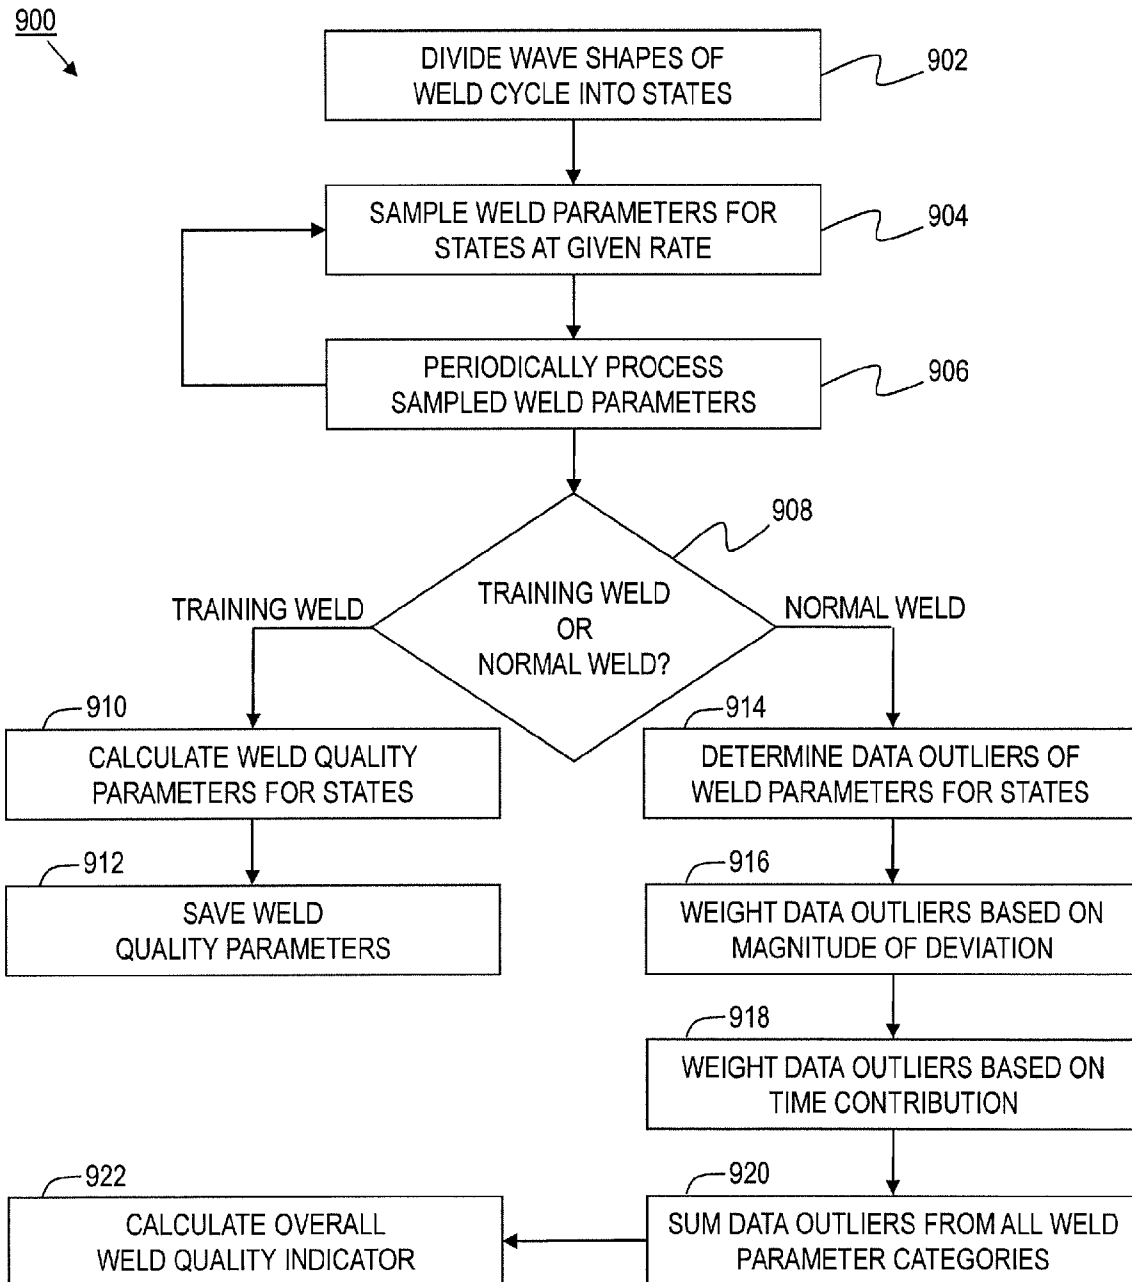 900
DIVIDE WAVE SHAPES OF
WELD CYCLE INTO STATES
902
SAMPLE WELD PARAMETERS FOR
STATES AT GIVEN RATE
904
PERIODICALLY PROCESS
SAMPLED WELD PARAMETERS
906
908
TRAINING WELD
TRAINING WELD
OR
NORMAL WELD?
NORMAL WELD
910
CALCULATE WELD QUALITY
PARAMETERS FOR STATES
914
DETERMINE DATA OUTLIERS OF
WELD PARAMETERS FOR STATES
912
SAVE WELD
QUALITY PARAMETERS
916
WEIGHT DATA OUTLIERS BASED ON
MAGNITUDE OF DEVIATION
918
WEIGHT DATA OUTLIERS BASED ON
TIME CONTRIBUTION
920
SUM DATA OUTLIERS FROM ALL WELD
PARAMETER CATEGORIES
922
CALCULATE OVERALL
WELD QUALITY INDICATOR